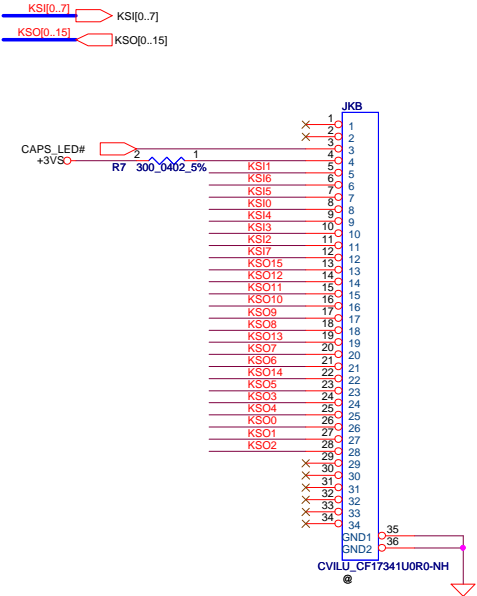 KSI[0..7] KSI[0..7]
KSO[0..15] KSO[0..15]
JKB
1 1
2 2
CAPS_LED# 3 3
+3VS 2 1 4 4
R7 300_0402_5%
KSI1 5 5
KSI6 6 6
KSI5 7 7
KSI0 8 8
KSI4 9 9
KSI3 10 10
KSI2 11 11
KSI7 12 12
KSO15 13 13
KSO12 14 14
KSO11 15 15
KSO10 16 16
KSO9 17 17
KSO8 18 18
KSO13 19 19
KSO7 20 20
KSO6 21 21
KSO14 22 22
KSO5 23 23
KSO3 24 24
KSO4 25 25
KSO0 26 26
KSO1 27 27
KSO2 28 28
29 29
30 30
31 31
32 32
33 33
34 34
GND1 35
GND2 36
CVILU_CF17341U0R0-NH
@